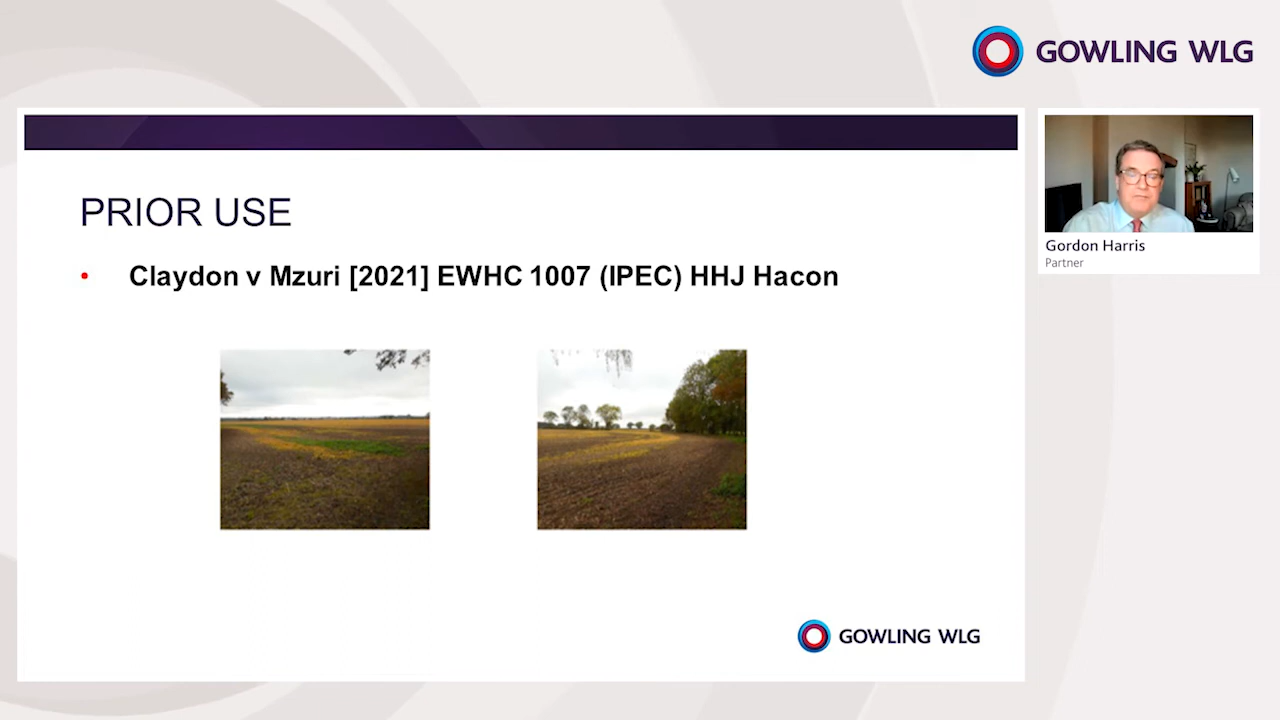 GOWLING WLG
PRIOR USE
• Claydon v Mzuri [2021] EWHC 1007 (IPEC) HHJ Hacon
GOWLING WLG
Gordon Harris
Partner